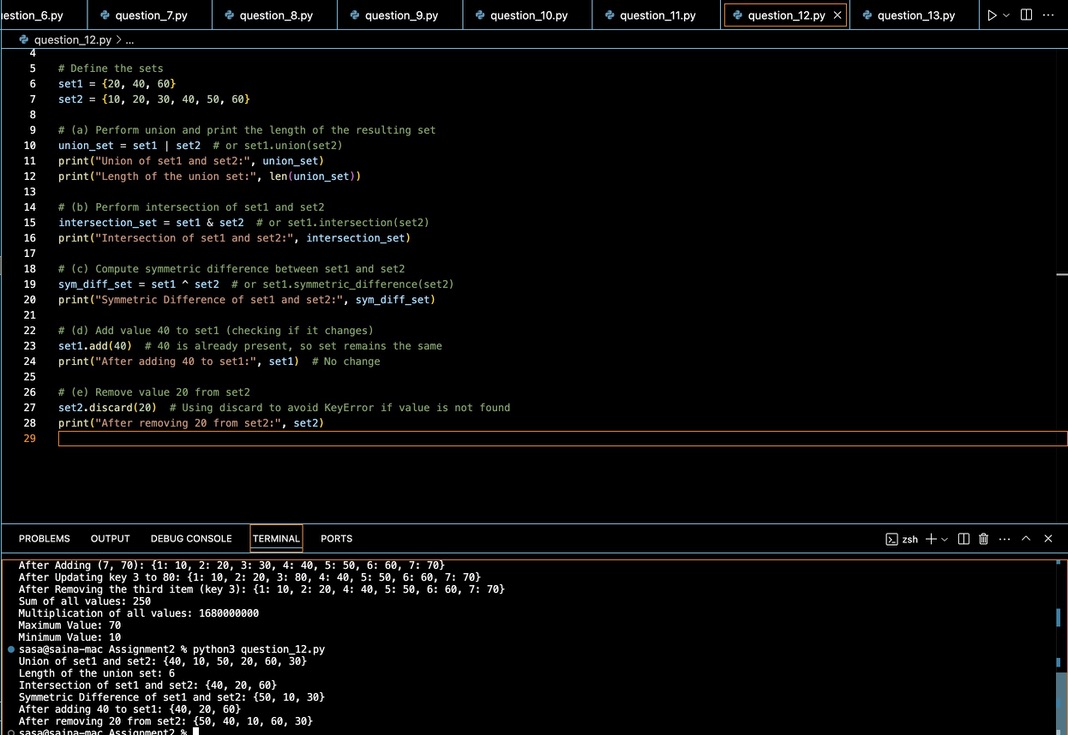 estion_6.py question_7.py question_8.py question_9.py question_10.py question_11.py question_12.py question_13.py
question_12.py > ...
4
5 # Define the sets
6 set1 = {20, 40, 60}
7 set2 = {10, 20, 30, 40, 50, 60}
8
9 # (a) Perform union and print the length of the resulting set
10 union_set = set1 | set2  # or set1.union(set2)
11 print("Union of set1 and set2:", union_set)
12 print("Length of the union set:", len(union_set))
13
14 # (b) Perform intersection of set1 and set2
15 intersection_set = set1 & set2  # or set1.intersection(set2)
16 print("Intersection of set1 and set2:", intersection_set)
17
18 # (c) Compute symmetric difference between set1 and set2
19 sym_diff_set = set1 ^ set2  # or set1.symmetric_difference(set2)
20 print("Symmetric Difference of set1 and set2:", sym_diff_set)
21
22 # (d) Add value 40 to set1 (checking if it changes)
23 set1.add(40)  # 40 is already present, so set remains the same
24 print("After adding 40 to set1:", set1)  # No change
25
26 # (e) Remove value 20 from set2
27 set2.discard(20)  # Using discard to avoid KeyError if value is not found
28 print("After removing 20 from set2:", set2)
29
PROBLEMS OUTPUT DEBUG CONSOLE TERMINAL PORTS zsh
After Adding (7, 70): {1: 10, 2: 20, 3: 30, 4: 40, 5: 50, 6: 60, 7: 70}
After Updating key 3 to 80: {1: 10, 2: 20, 3: 80, 4: 40, 5: 50, 6: 60, 7: 70}
After Removing the third item (key 3): {1: 10, 2: 20, 4: 40, 5: 50, 6: 60, 7: 70}
Sum of all values: 250
Multiplication of all values: 1680000000
Maximum Value: 70
Minimum Value: 10
sasa@saina-mac Assignment2 % python3 question_12.py
Union of set1 and set2: {40, 10, 50, 20, 60, 30}
Length of the union set: 6
Intersection of set1 and set2: {40, 20, 60}
Symmetric Difference of set1 and set2: {50, 10, 30}
After adding 40 to set1: {40, 20, 60}
After removing 20 from set2: {50, 40, 10, 60, 30}
sasa@saina-mac Assignment2 %